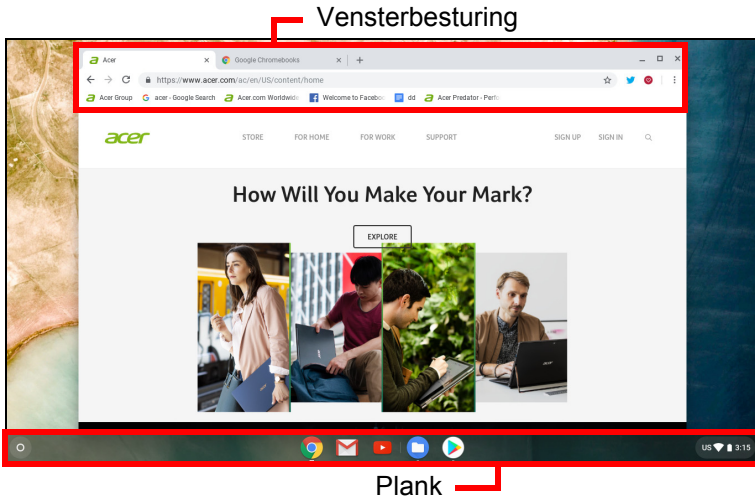 Vensterbesturing
Acer × Google Chromebooks × +
https://www.acer.com/ac/en/US/content/home
Acer Group G acer - Google Search Acer.com Worldwide Welcome to Facebook dd Acer Predator - Perfo
acer STORE FOR HOME FOR WORK SUPPORT SIGN UP SIGN IN
How Will You Make Your Mark?
EXPLORE
US 3:15
Plank